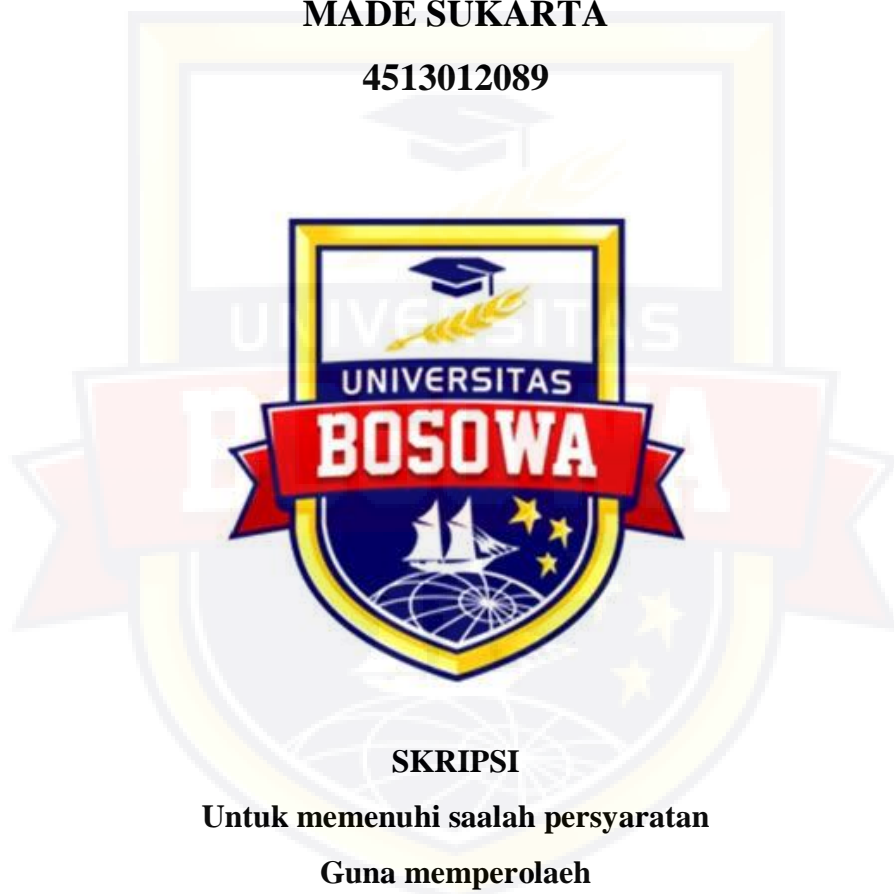 MADE SUKARTA
4513012089
UNIVERSITAS
BOSOWA
SKRIPSI
Untuk memenuhi saalah persyaratan
Guna memperolaeh